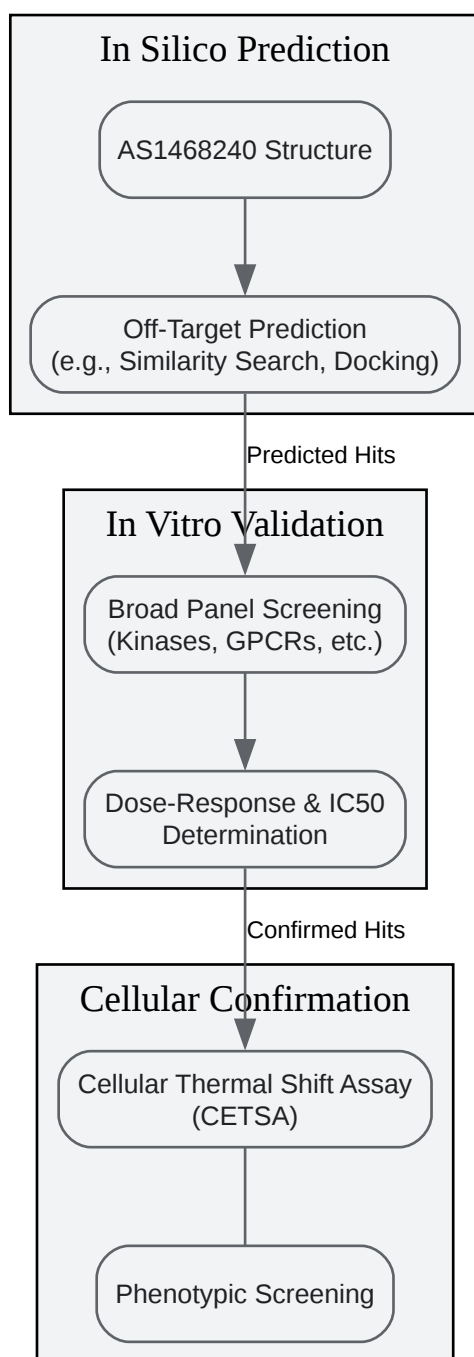 In Silico Prediction
AS1468240 Structure
Off-Target Prediction
(e.g., Similarity Search, Docking)
Predicted Hits
In Vitro Validation
Broad Panel Screening
(Kinases, GPCRs, etc.)
Dose-Response & IC50
Determination
Confirmed Hits
Cellular Confirmation
Cellular Thermal Shift Assay
(CETSA)
Phenotypic Screening